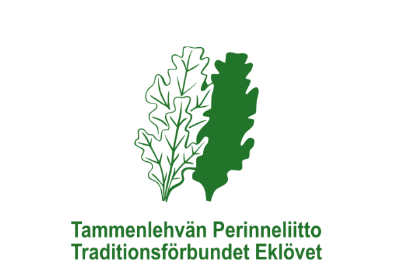 Tammenlehvän Perinneliitto
Traditionsförbundet Eklövet